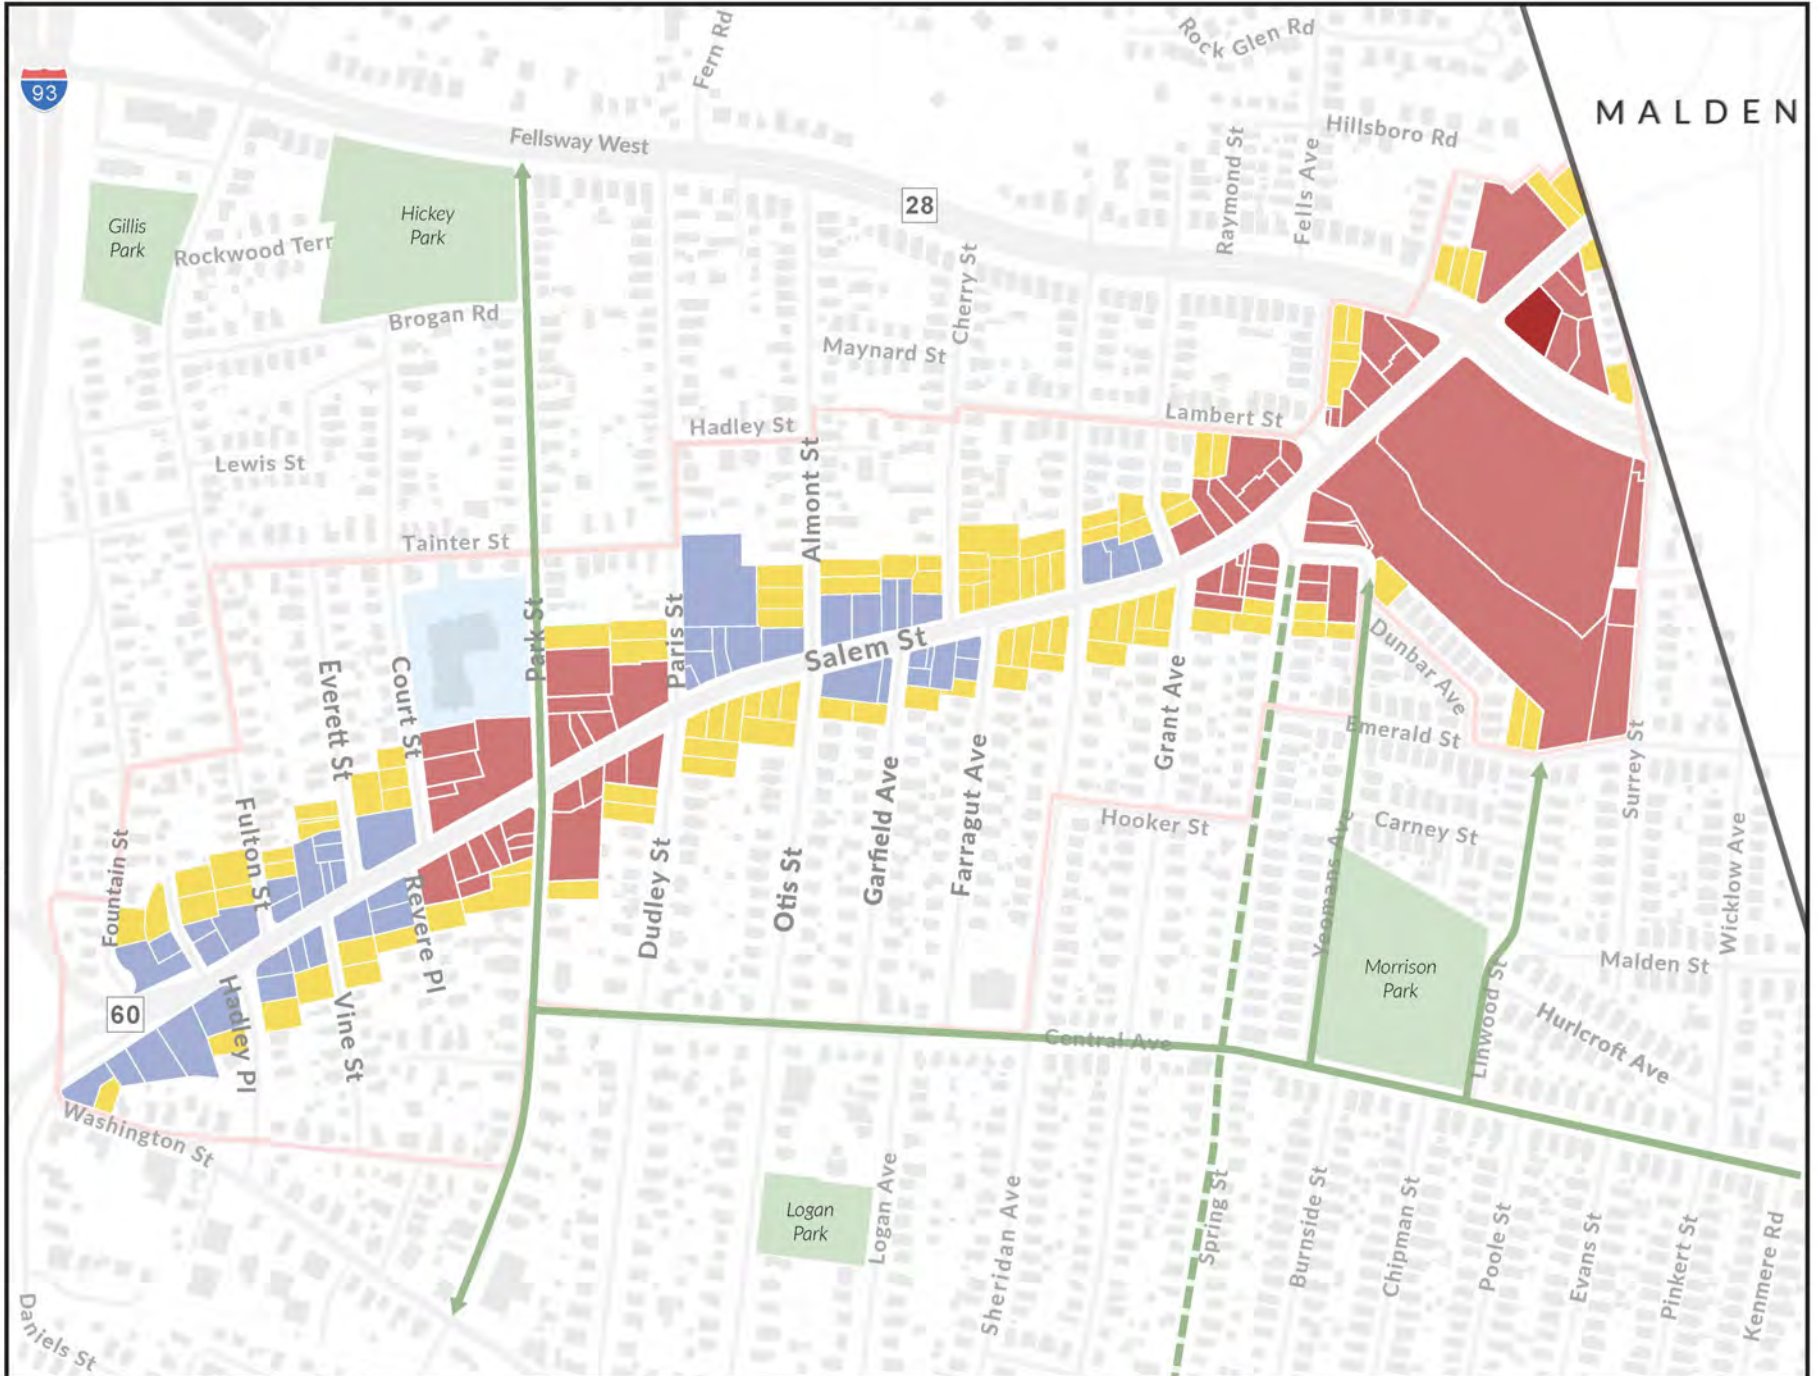 Rock Glen Rd
Fern Rd
93
MALDEN
Fellsway West
Hillsboro Rd
Raymond St
Fells Ave
28
Gillis
Park
Hickey
Park
Rockwood Terr
Brogan Rd
Cherry St
Maynard St
Hadley St
Lambert St
Lewis St
Almont St
Tainter St
Park St
Paris St
Salem St
Everett St
Court St
Dunbar Ave
Grant Ave
Emerald St
Surrey St
Fulton St
Fountain St
Garfield Ave
Farragut Ave
Hooker St
Carney St
Yeomans Ave
Wicklow Ave
Dudley St
Otis St
Revere Pl
Morrison
Park
Malden St
Linwood St
60
Hadley Pl
Vine St
Central Ave
Hurlcroft Ave
Washington St
Logan
Park
Logan Ave
Sheridan Ave
Spring St
Burnside St
Chipman St
Poole St
Evans St
Pinkert St
Kenmere Rd
Daniels St